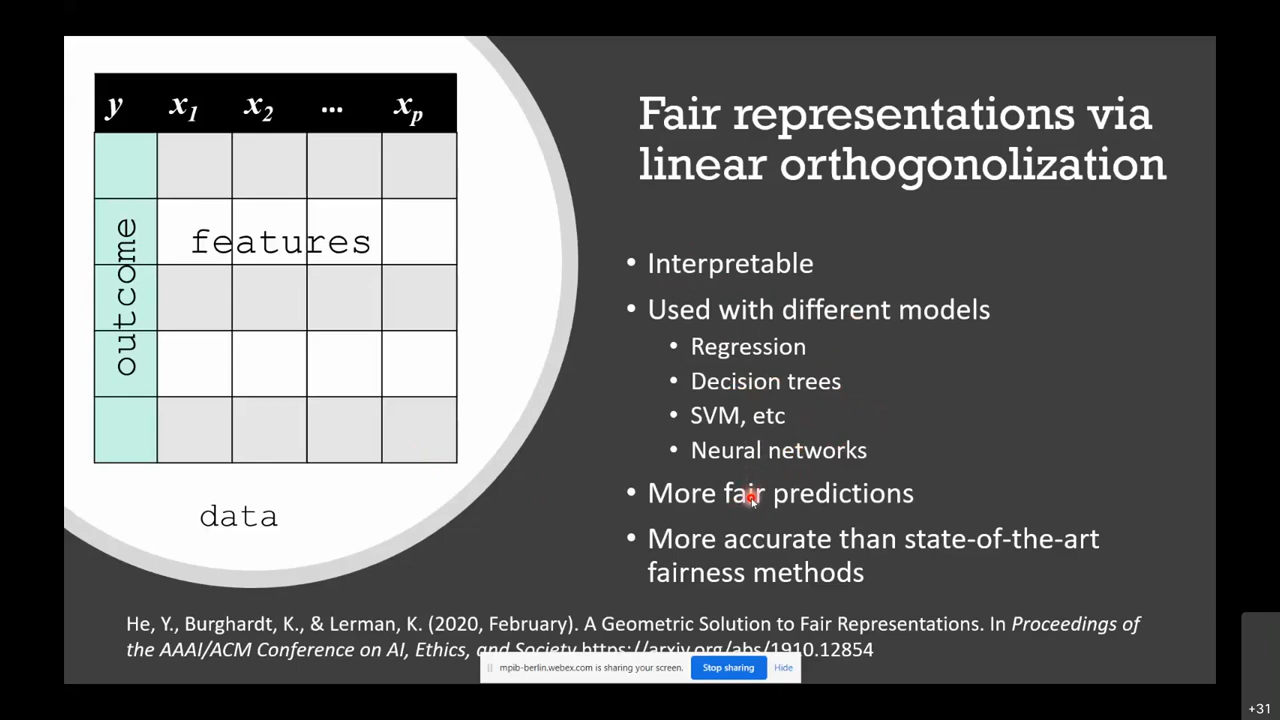 y x1 x2 ... xp
outcome
features
data
Fair representations via
linear orthogonolization
• Interpretable
• Used with different models
• Regression
• Decision trees
• SVM, etc
• Neural networks
• More fair predictions
• More accurate than state-of-the-art
fairness methods
He, Y., Burghardt, K., & Lerman, K. (2020, February). A Geometric Solution to Fair Representations. In Proceedings of
the AAAI/ACM Conference on AI, Ethics, and Society https://arxiv.org/abs/1910.12854
mpib-berlin.webex.com is sharing your screen. Stop sharing Hide
+31